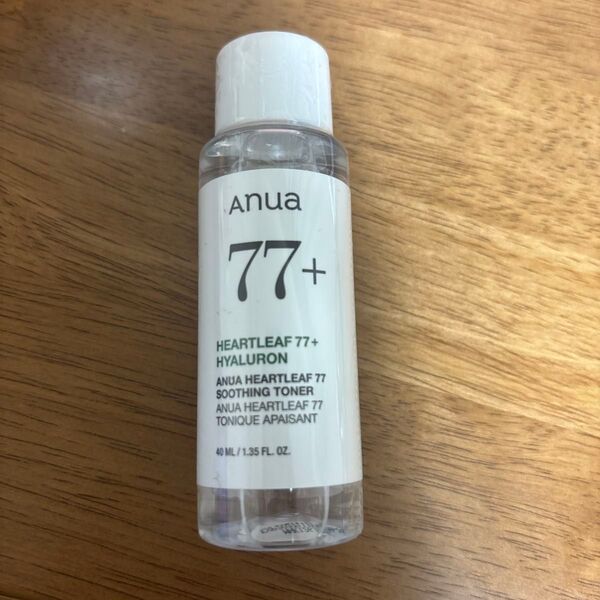 Anua
77+
HEARTLEAF 77+
HYALURON
ANUA HEARTLEAF 77
SOOTHING TONER
ANUA HEARTLEAF 77
TONIQUE APAISANT
40 ML / 1.35 FL. OZ.